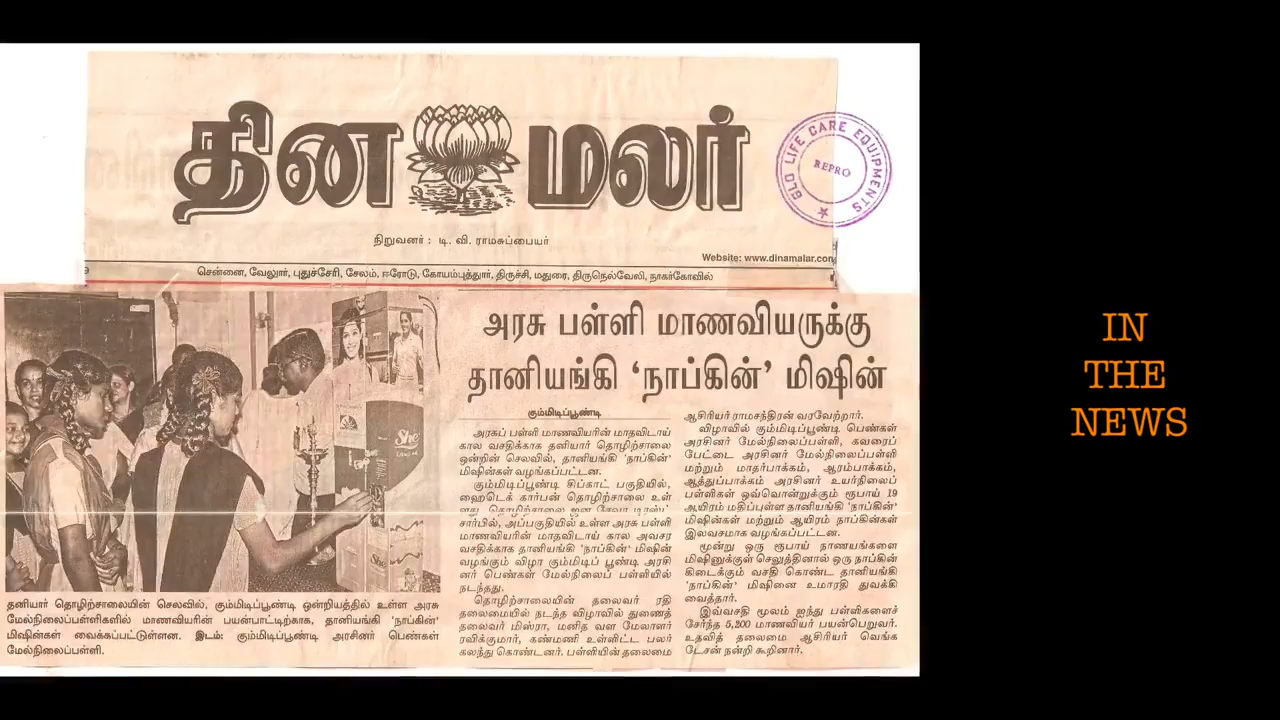 தின மலர்
GLD LIFE CARE EQUIPMENTS
REPRO
நிறுவனர் : டி. வி. ராமசுப்பையர்
Website: www.dinamalar.com
சென்னை, வேலூர், புதுச்சேரி, சேலம், ஈரோடு, கோயம்புத்தூர், திருச்சி, மதுரை, திருநெல்வேலி, நாகர்கோவில்
She
அரசு பள்ளி மாணவியருக்கு
தானியங்கி ‘நாப்கின்’ மிஷின்
கும்மிடிப்பூண்டி
அரசுப் பள்ளி மாணவியரின் மாதவிடாய்
கால வசதிக்காக தனியார் தொழிற்சாலை
ஒன்றின் செலவில், தானியங்கி ‘நாப்கின்’
மிஷின்கள் வழங்கப்பட்டன.
கும்மிடிப்பூண்டி சிப்காட் பகுதியில்,
ஹைடெக் கார்பன் தொழிற்சாலை உள்
ளது. தொழிற்சாலை ஜன சேவா டிரஸ்ட்
சார்பில், அப்பகுதியில் உள்ள அரசு பள்ளி
மாணவியரின் மாதவிடாய் கால அவசர
வசதிக்காக தானியங்கி ‘நாப்கின்’ மிஷின்
வழங்கும் விழா கும்மிடிப் பூண்டி அரசி
னர் பெண்கள் மேல்நிலைப் பள்ளியில்
நடந்தது.
தொழிற்சாலையின் தலைவர் ரதி
தலைமையில் நடந்த விழாவில் துணைத்
தலைவர் மிஸ்ரா, மனித வள மேலாளர்
ரவிக்குமார், கண்மணி உள்ளிட்ட பலர்
கலந்து கொண்டனர். பள்ளியின் தலைமை
ஆசிரியர் ராமசந்திரன் வரவேற்றார்.
விழாவில் கும்மிடிப்பூண்டி பெண்கள்
அரசினர் மேல்நிலைப்பள்ளி, கவரைப்
பேட்டை அரசினர் மேல்நிலைப்பள்ளி
மற்றும் மாதர்பாக்கம், ஆரம்பாக்கம்,
ஆத்துப்பாக்கம் அரசினர் உயர்நிலைப்
பள்ளிகள் ஒவ்வொன்றுக்கும் ரூபாய் 19
ஆயிரம் மதிப்புள்ள தானியங்கி ‘நாப்கின்’
மிஷின்கள் மற்றும் ஆயிரம் நாப்கின்கள்
இலவசமாக வழங்கப்பட்டன.
மூன்று ஒரு ரூபாய் நாணயங்களை
மிஷினுக்குள் செலுத்தினால் ஒரு நாப்கின்
கிடைக்கும் வசதி கொண்ட தானியங்கி
‘நாப்கின்’ மிஷினை உமாரதி துவக்கி
வைத்தார்.
இவ்வசதி மூலம் ஐந்து பள்ளிகளைச்
சேர்ந்த 5,200 மாணவியர் பயன்பெறுவர்.
உதவித் தலைமை ஆசிரியர் வெங்க
டேசன் நன்றி கூறினார்.
தனியார் தொழிற்சாலையின் செலவில், கும்மிடிப்பூண்டி ஒன்றியத்தில் உள்ள அரசு
மேல்நிலைப்பள்ளிகளில் மாணவியரின் பயன்பாட்டிற்காக, தானியங்கி ‘நாப்கின்’
மிஷின்கள் வைக்கப்பட்டுள்ளன. இடம்: கும்மிடிப்பூண்டி அரசினர் பெண்கள்
மேல்நிலைப்பள்ளி.
IN
THE
NEWS